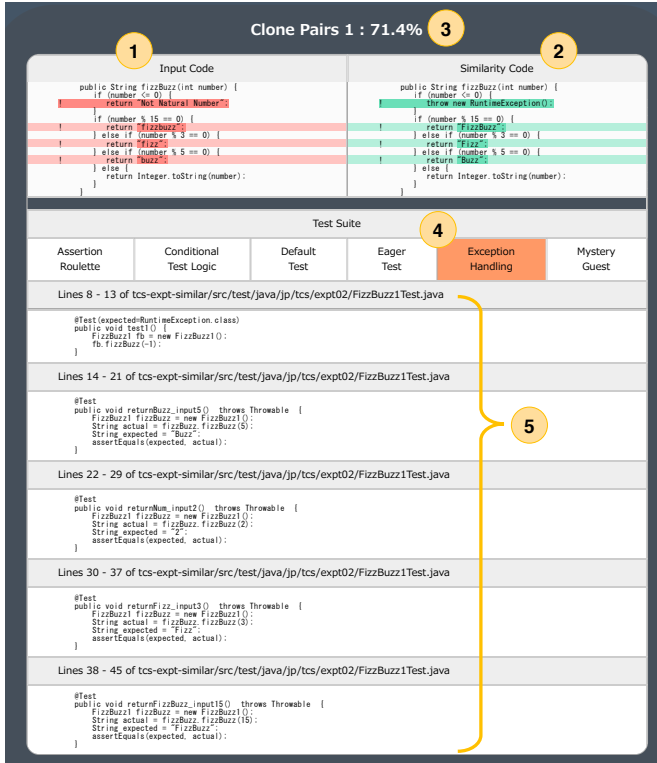 Clone Pairs 1 : 71.4%
3
1
2
Input Code
Similarity Code
public String fizzBuzz(int number) {
if (number <= 0) {
! return "Not Natural Number";
}
if (number % 15 == 0) {
! return "fizzbuzz";
} else if (number % 3 == 0) {
! return "fizz";
} else if (number % 5 == 0) {
! return "buzz";
} else {
return Integer.toString(number);
}
}
public String fizzBuzz(int number) {
if (number <= 0) {
! throw new RuntimeException();
}
if (number % 15 == 0) {
! return "FizzBuzz";
} else if (number % 3 == 0) {
! return "Fizz";
} else if (number % 5 == 0) {
! return "Buzz";
} else {
return Integer.toString(number);
}
}
Test Suite
4
Assertion
Roulette
Conditional
Test Logic
Default
Test
Eager
Test
Exception
Handling
Mystery
Guest
Lines 8 - 13 of tcs-expt-similar/src/test/java/jp/tcs/expt02/FizzBuzz1Test.java
@Test(expected=RuntimeException.class)
public void test1() {
FizzBuzz1 fb = new FizzBuzz1();
fb.fizzBuzz(-1);
}
Lines 14 - 21 of tcs-expt-similar/src/test/java/jp/tcs/expt02/FizzBuzz1Test.java
@Test
public void returnBuzz_input5() throws Throwable {
FizzBuzz1 fizzBuzz = new FizzBuzz1();
String actual = fizzBuzz.fizzBuzz(5);
String expected = "Buzz";
assertEquals(expected, actual);
}
5
Lines 22 - 29 of tcs-expt-similar/src/test/java/jp/tcs/expt02/FizzBuzz1Test.java
@Test
public void returnNum_input2() throws Throwable {
FizzBuzz1 fizzBuzz = new FizzBuzz1();
String actual = fizzBuzz.fizzBuzz(2);
String expected = "2";
assertEquals(expected, actual);
}
Lines 30 - 37 of tcs-expt-similar/src/test/java/jp/tcs/expt02/FizzBuzz1Test.java
@Test
public void returnFizz_input3() throws Throwable {
FizzBuzz1 fizzBuzz = new FizzBuzz1();
String actual = fizzBuzz.fizzBuzz(3);
String expected = "Fizz";
assertEquals(expected, actual);
}
Lines 38 - 45 of tcs-expt-similar/src/test/java/jp/tcs/expt02/FizzBuzz1Test.java
@Test
public void returnFizzBuzz_input15() throws Throwable {
FizzBuzz1 fizzBuzz = new FizzBuzz1();
String actual = fizzBuzz.fizzBuzz(15);
String expected = "FizzBuzz";
assertEquals(expected, actual);
}